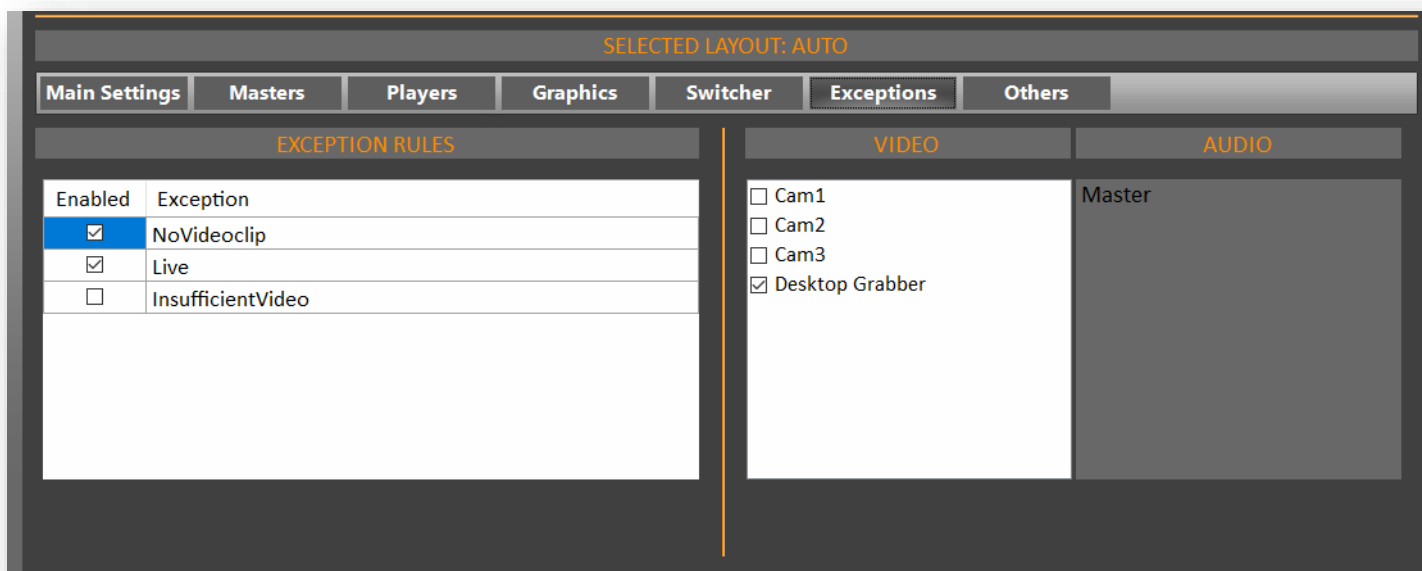 SELECTED LAYOUT: AUTO
Main Settings Masters Players Graphics Switcher Exceptions Others
EXCEPTION RULES
Enabled Exception
NoVideoclip
Live
InsufficientVideo
VIDEO
Cam1
Cam2
Cam3
Desktop Grabber
AUDIO
Master